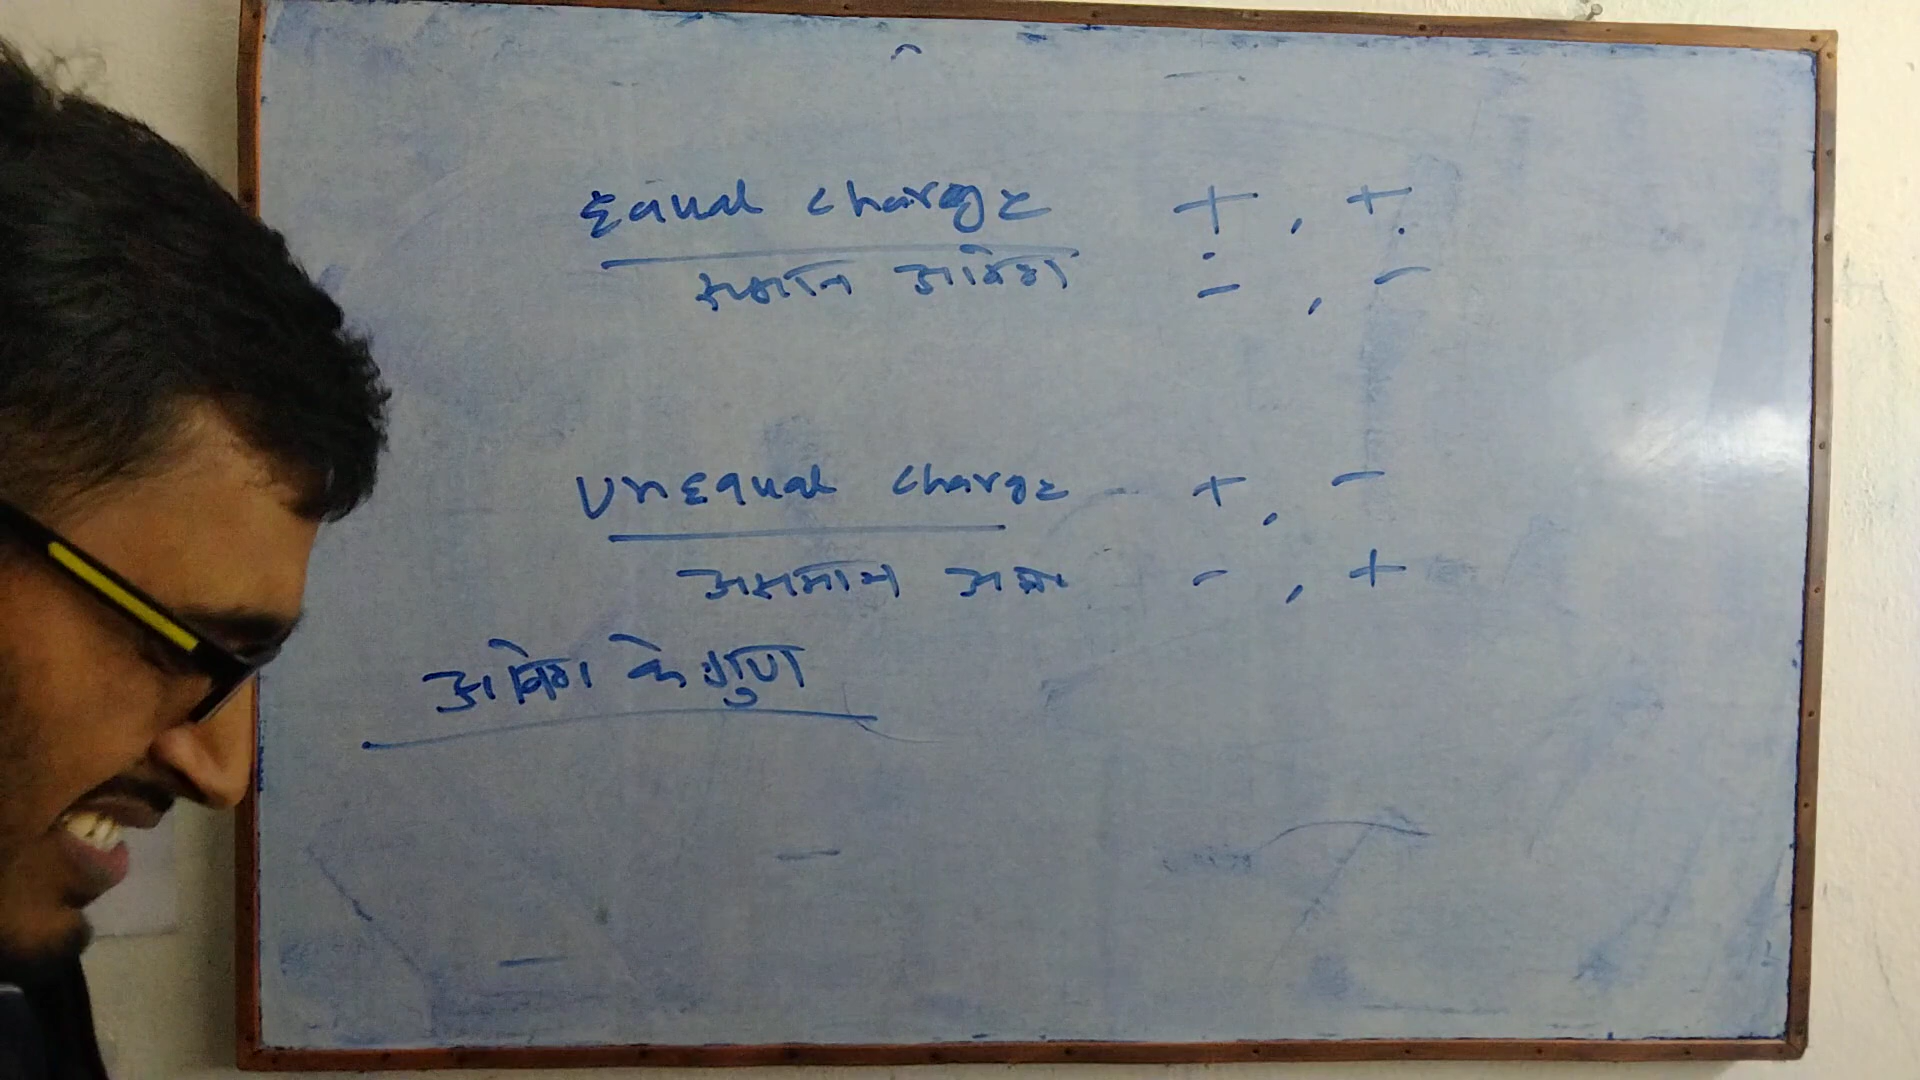 Equal charge + , +
समान आवेश - , -
Unequal charge - + , -
असमान आवेश - , +
आवेश के गुण